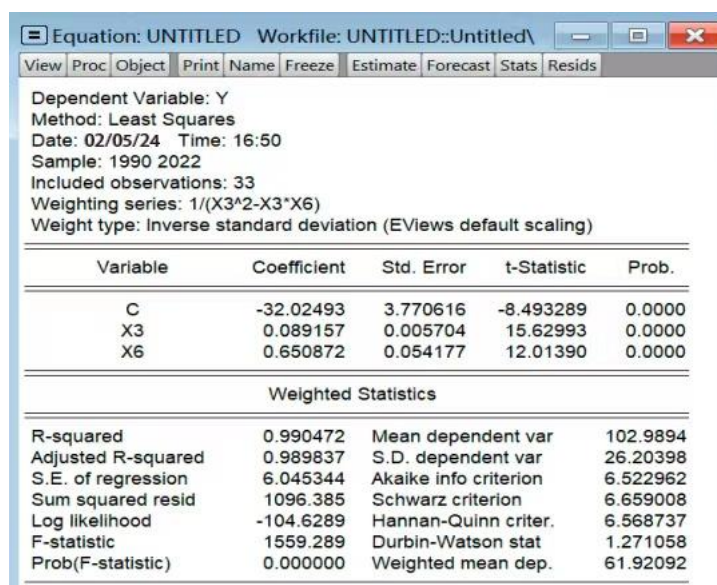 Equation: UNTITLED Workfile: UNTITLED::Untitled\
View Proc Object Print Name Freeze Estimate Forecast Stats Resids
Dependent Variable: Y
Method: Least Squares
Date: 02/05/24 Time: 16:50
Sample: 1990 2022
Included observations: 33
Weighting series: 1/(X3^2-X3*X6)
Weight type: Inverse standard deviation (EViews default scaling)
Variable Coefficient Std. Error t-Statistic Prob.
C -32.02493 3.770616 -8.493289 0.0000
X3 0.089157 0.005704 15.62993 0.0000
X6 0.650872 0.054177 12.01390 0.0000
Weighted Statistics
R-squared 0.990472 Mean dependent var 102.9894
Adjusted R-squared 0.989837 S.D. dependent var 26.20398
S.E. of regression 6.045344 Akaike info criterion 6.522962
Sum squared resid 1096.385 Schwarz criterion 6.659008
Log likelihood -104.6289 Hannan-Quinn criter. 6.568737
F-statistic 1559.289 Durbin-Watson stat 1.271058
Prob(F-statistic) 0.000000 Weighted mean dep. 61.92092